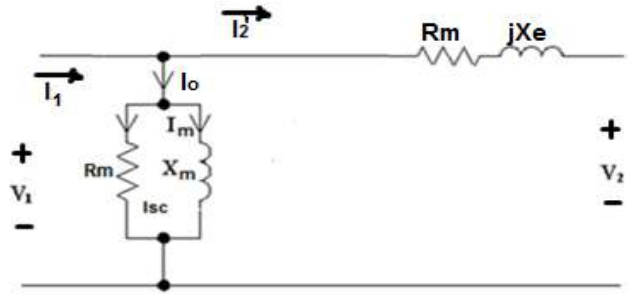 I2' Rm jXe
I1 Io
Im
+ Rm Xm +
V1 Isc V2
- -